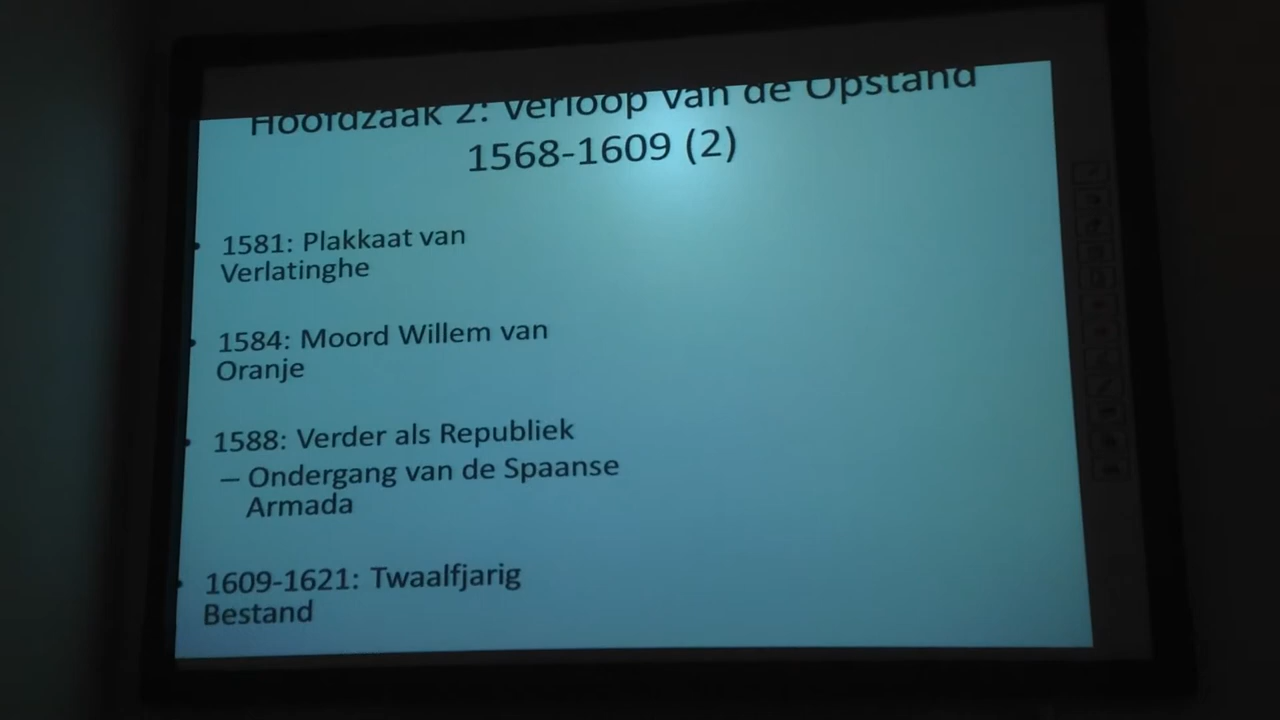 Hoofdzaak 2: Verloop van de Opstand
1568-1609 (2)
1581: Plakkaat van
Verlatinghe
1584: Moord Willem van
Oranje
1588: Verder als Republiek
– Ondergang van de Spaanse
Armada
1609-1621: Twaalfjarig
Bestand